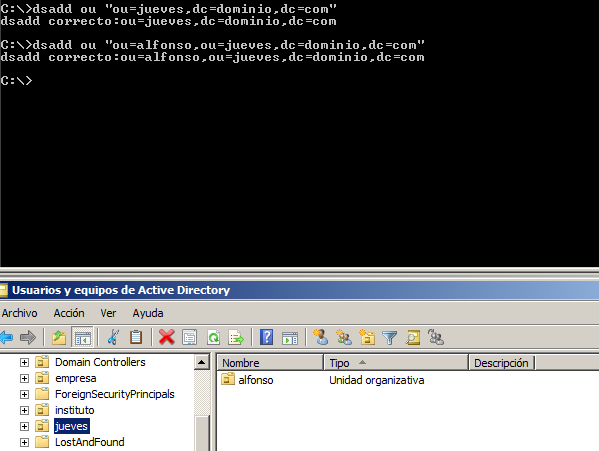 C:\>dsadd ou "ou=jueves,dc=dominio,dc=com"
dsadd correcto:ou=jueves,dc=dominio,dc=com
C:\>dsadd ou "ou=alfonso,ou=jueves,dc=dominio,dc=com"
dsadd correcto:ou=alfonso,ou=jueves,dc=dominio,dc=com
C:\>
Usuarios y equipos de Active Directory
Archivo Acción Ver Ayuda
Domain Controllers
empresa
ForeignSecurityPrincipals
instituto
jueves
LostAndFound
Nombre Tipo Descripción
alfonso Unidad organizativa